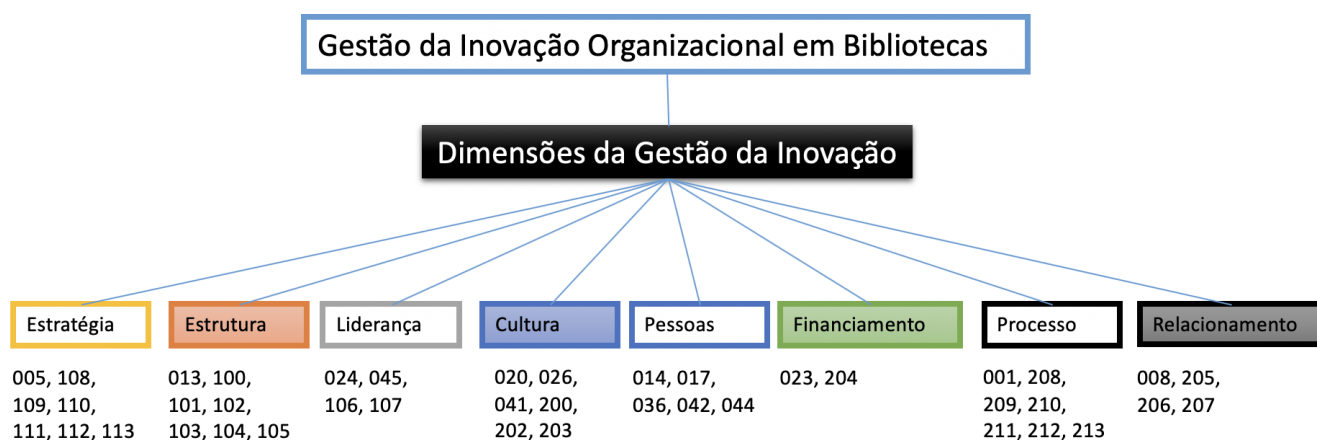 Gestão da Inovação Organizacional em Bibliotecas
Dimensões da Gestão da Inovação
Estratégia
Estrutura
Liderança
Cultura
Pessoas
Financiamento
Processo
Relacionamento
005, 108,
109, 110,
111, 112, 113
013, 100,
101, 102,
103, 104, 105
024, 045,
106, 107
020, 026,
041, 200,
202, 203
014, 017,
036, 042, 044
023, 204
001, 208,
209, 210,
211, 212, 213
008, 205,
206, 207